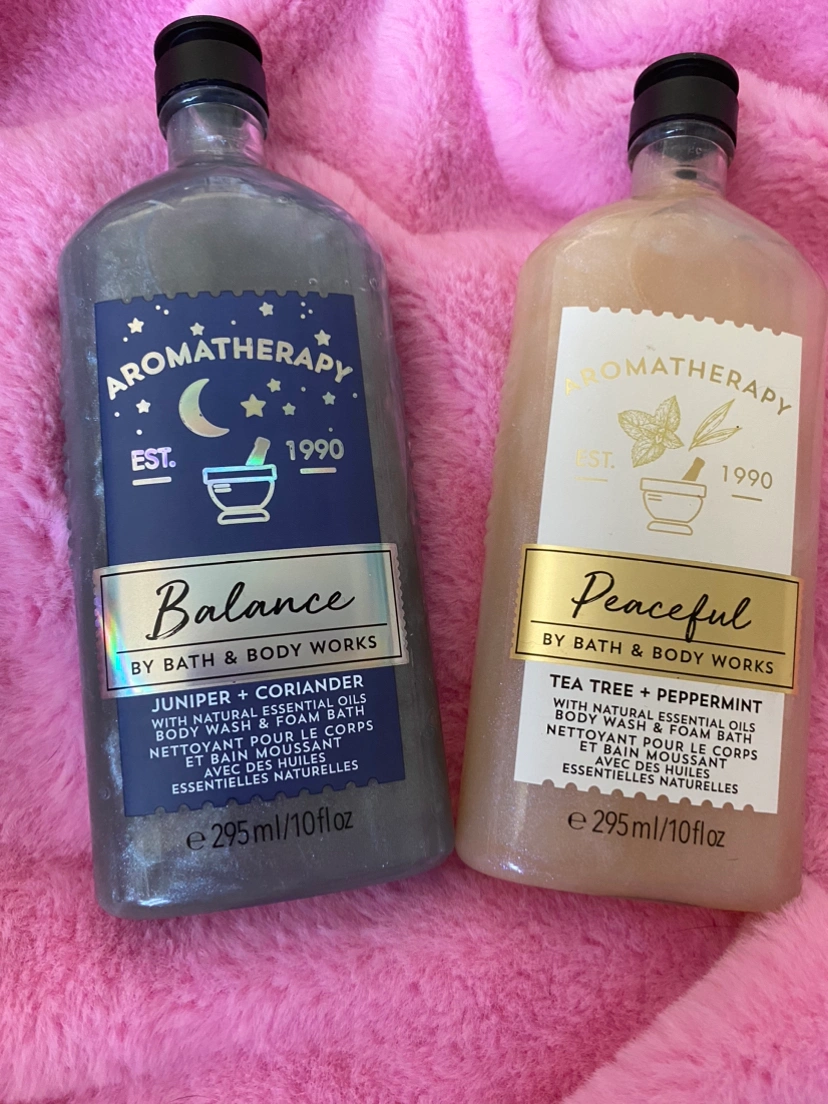 AROMATHERAPY
EST. 1990
Balance
BY BATH & BODY WORKS
JUNIPER + CORIANDER
WITH NATURAL ESSENTIAL OILS
BODY WASH & FOAM BATH
NETTOYANT POUR LE CORPS
ET BAIN MOUSSANT
AVEC DES HUILES
ESSENTIELLES NATURELLES
℮ 295 ml/10 fl oz
AROMATHERAPY
EST. 1990
Peaceful
BY BATH & BODY WORKS
TEA TREE + PEPPERMINT
WITH NATURAL ESSENTIAL OILS
BODY WASH & FOAM BATH
NETTOYANT POUR LE CORPS
ET BAIN MOUSSANT
AVEC DES HUILES
ESSENTIELLES NATURELLES
℮ 295 ml/10 fl oz